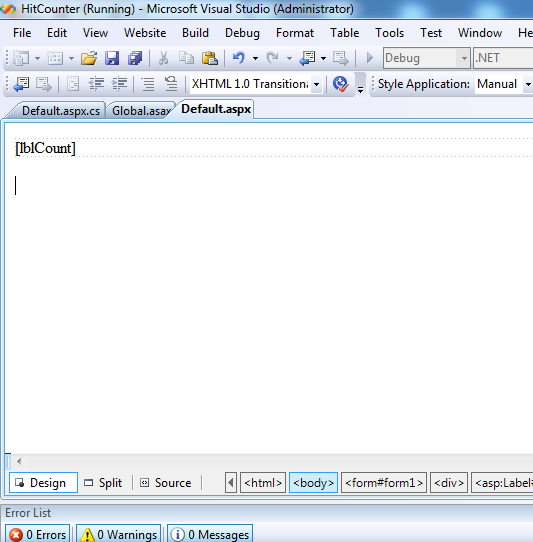 HitCounter (Running) - Microsoft Visual Studio (Administrator)
File Edit View Website Build Debug Format Table Tools Test Window He
Debug .NET
XHTML 1.0 Transition Style Application: Manual
Default.aspx.cs Global.asax Default.aspx
[lblCount]
Design Split Source <html> <body> <form#form1> <div> <asp:Label#
Error List
0 Errors 0 Warnings 0 Messages